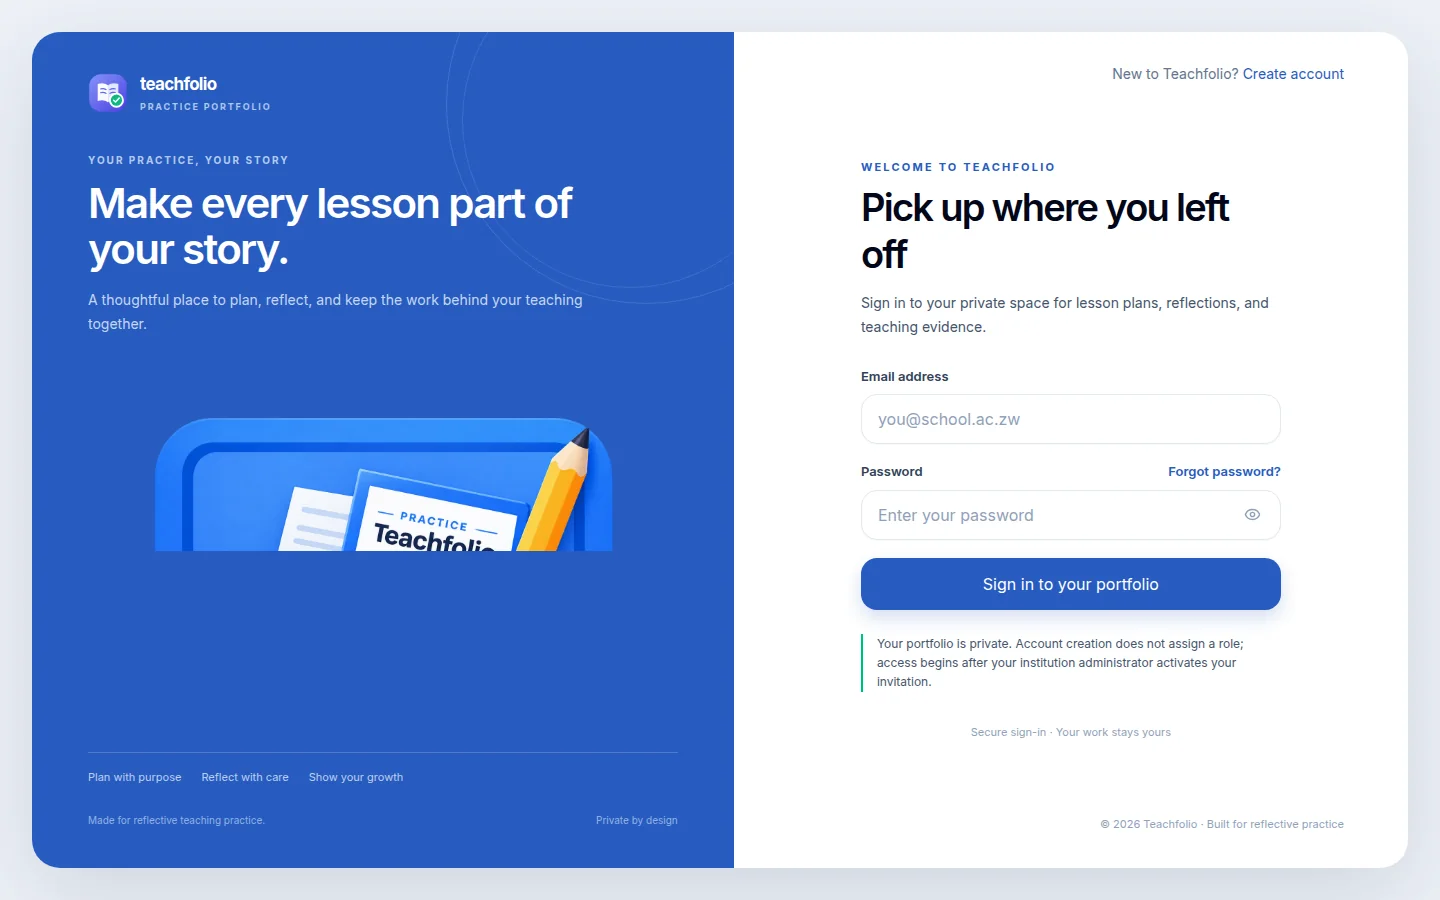 teachfolio
PRACTICE PORTFOLIO
YOUR PRACTICE, YOUR STORY
Make every lesson part of
your story.
A thoughtful place to plan, reflect, and keep the work behind your teaching
together.
PRACTICE
Teachfolio
Plan with purpose
Reflect with care
Show your growth
Made for reflective teaching practice.
Private by design
New to Teachfolio? Create account
WELCOME TO TEACHFOLIO
Pick up where you left
off
Sign in to your private space for lesson plans, reflections, and
teaching evidence.
Email address
you@school.ac.zw
Password
Forgot password?
Enter your password
Sign in to your portfolio
Your portfolio is private. Account creation does not assign a role;
access begins after your institution administrator activates your
invitation.
Secure sign-in · Your work stays yours
© 2026 Teachfolio · Built for reflective practice